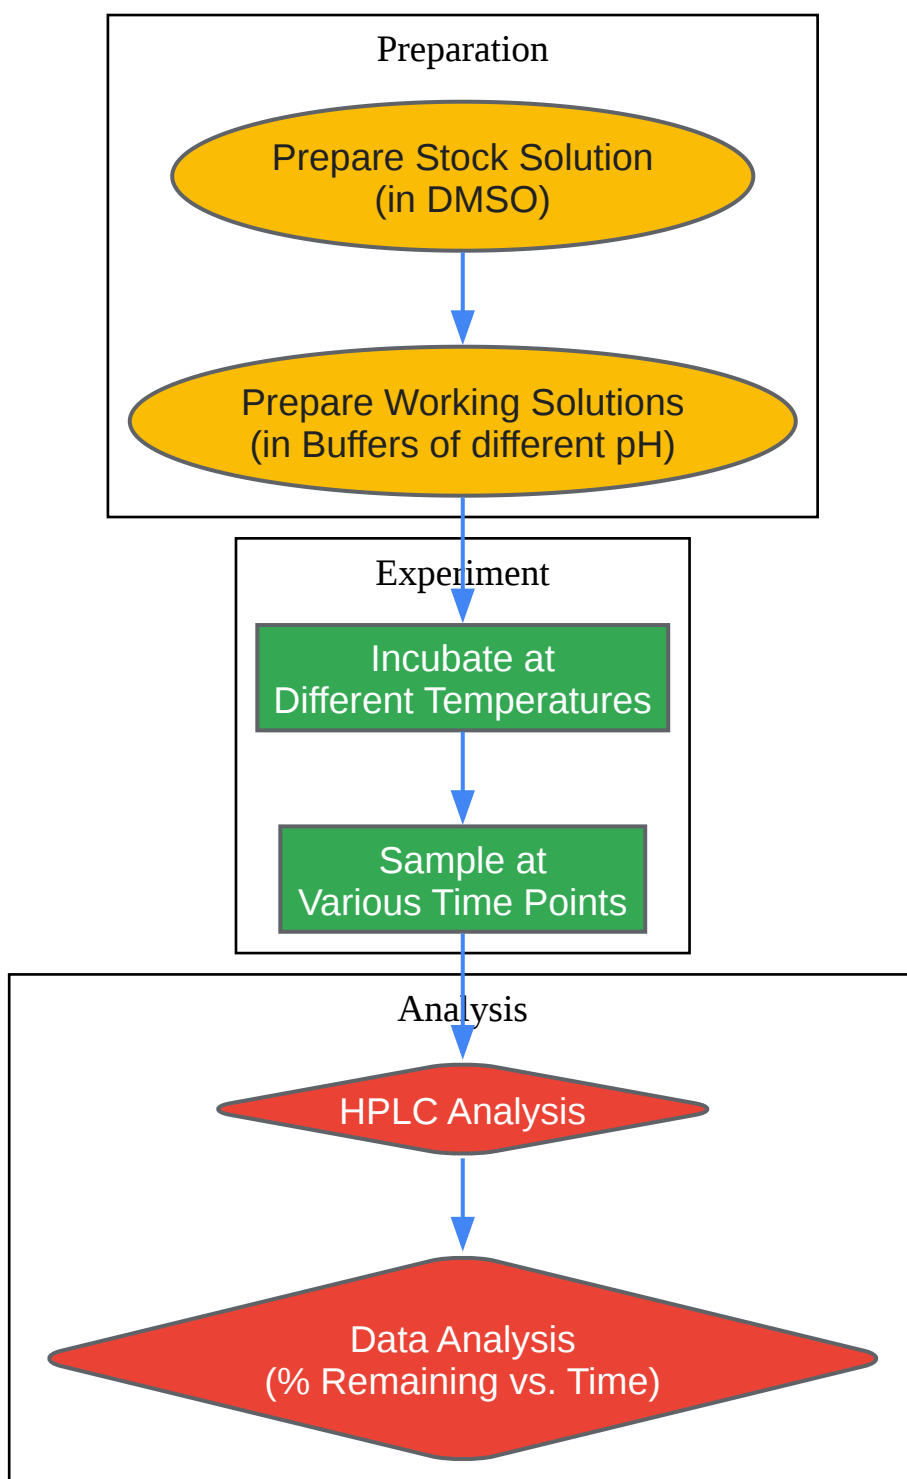 Preparation
Prepare Stock Solution
(in DMSO)
Prepare Working Solutions
(in Buffers of different pH)
Experiment
Incubate at
Different Temperatures
Sample at
Various Time Points
Analysis
HPLC Analysis
Data Analysis
(% Remaining vs. Time)